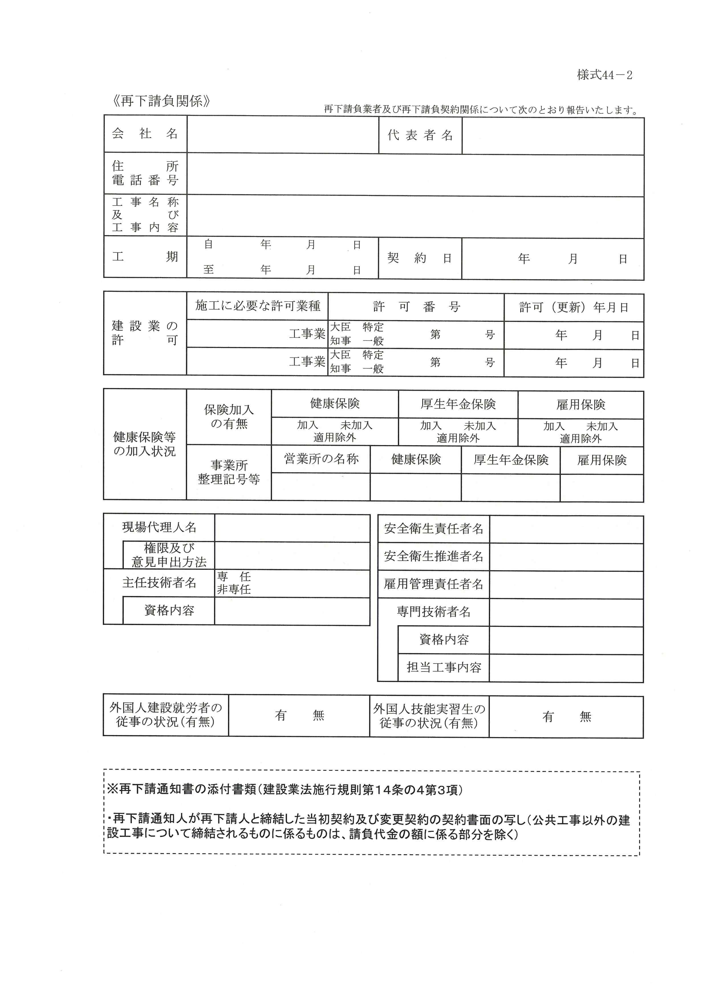 様式44－2
《再下請負関係》
再下請負業者及び再下請負契約関係について次のとおり報告いたします。
会社名
代表者名
住所
電話番号
工事名称
及び
工事内容
工期
自 年 月 日
至 年 月 日
契約日
年 月 日
建設業の
許可
施工に必要な許可業種
許可番号
許可（更新）年月日
工事業
大臣 特定
知事 一般
第 号
年 月 日
工事業
大臣 特定
知事 一般
第 号
年 月 日
健康保険等
の加入状況
保険加入
の有無
健康保険
厚生年金保険
雇用保険
加入 未加入
適用除外
加入 未加入
適用除外
加入 未加入
適用除外
事業所
整理記号等
営業所の名称
健康保険
厚生年金保険
雇用保険
現場代理人名
権限及び
意見申出方法
主任技術者名
専 任
非専任
資格内容
安全衛生責任者名
安全衛生推進者名
雇用管理責任者名
専門技術者名
資格内容
担当工事内容
外国人建設就労者の
従事の状況（有無）
有 無
外国人技能実習生の
従事の状況（有無）
有 無
※再下請通知書の添付書類（建設業法施行規則第14条の4第3項）
・再下請通知人が再下請人と締結した当初契約及び変更契約の契約書面の写し（公共工事以外の建
設工事について締結されるものに係るものは、請負代金の額に係る部分を除く）